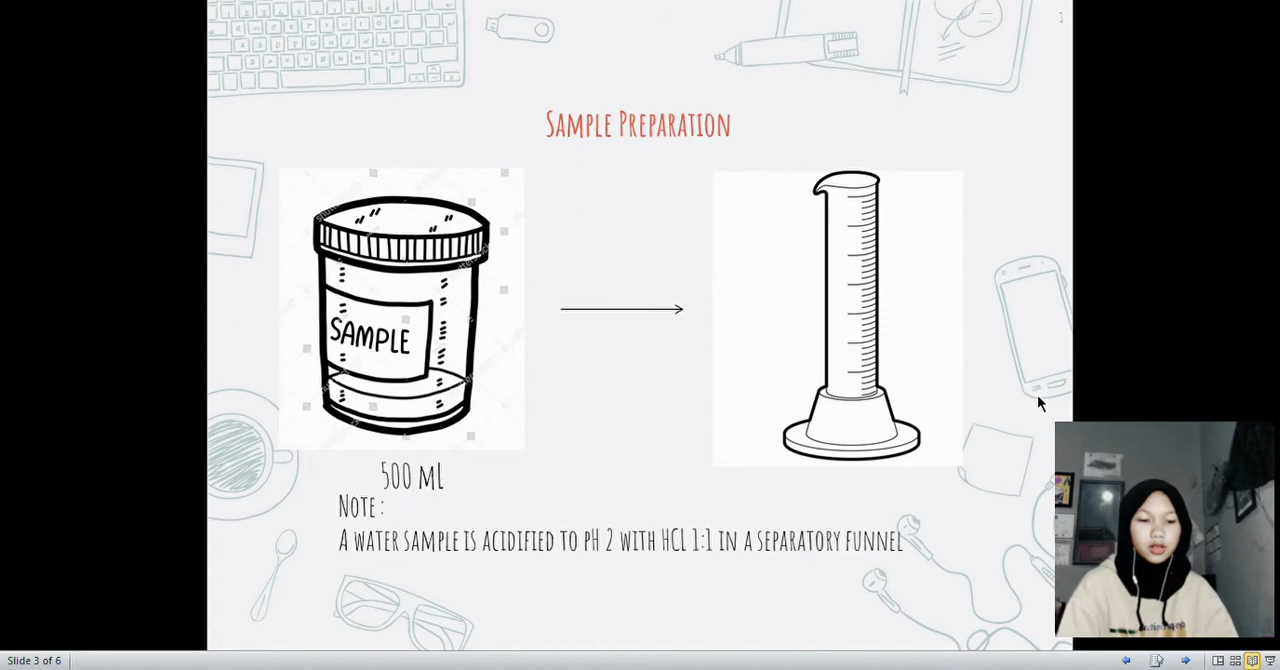 3
Sample Preparation
SAMPLE
500 mL
Note :
A water sample is acidified to pH 2 with HCl 1:1 in a separatory funnel
Slide 3 of 6